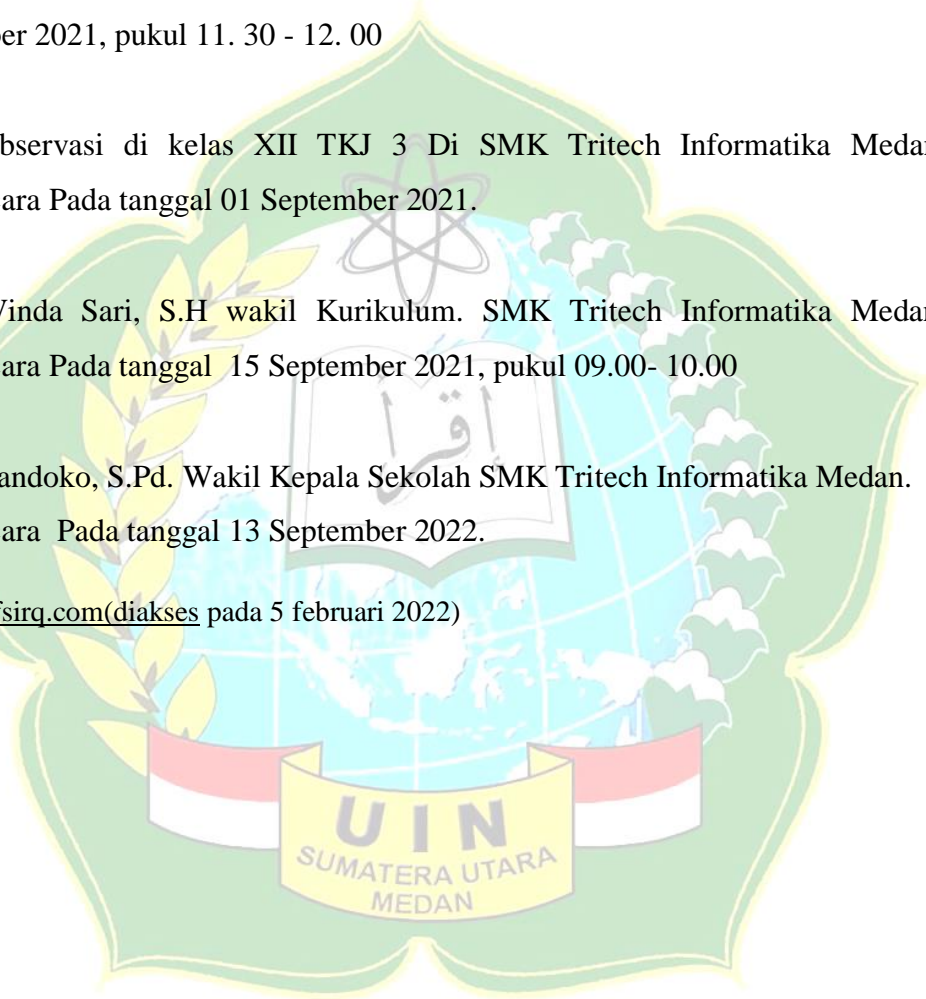 ber 2021, pukul 11. 30 - 12. 00
bservasi di kelas XII TKJ 3 Di SMK Tritech Informatika Medan
ara Pada tanggal 01 September 2021.
inda Sari, S.H wakil Kurikulum. SMK Tritech Informatika Medan
ara Pada tanggal 15 September 2021, pukul 09.00- 10.00
andoko, S.Pd. Wakil Kepala Sekolah SMK Tritech Informatika Medan.
ara Pada tanggal 13 September 2022.
fsirq.com(diakses pada 5 februari 2022)
اقرأ
UIN
SUMATERA UTARA
MEDAN